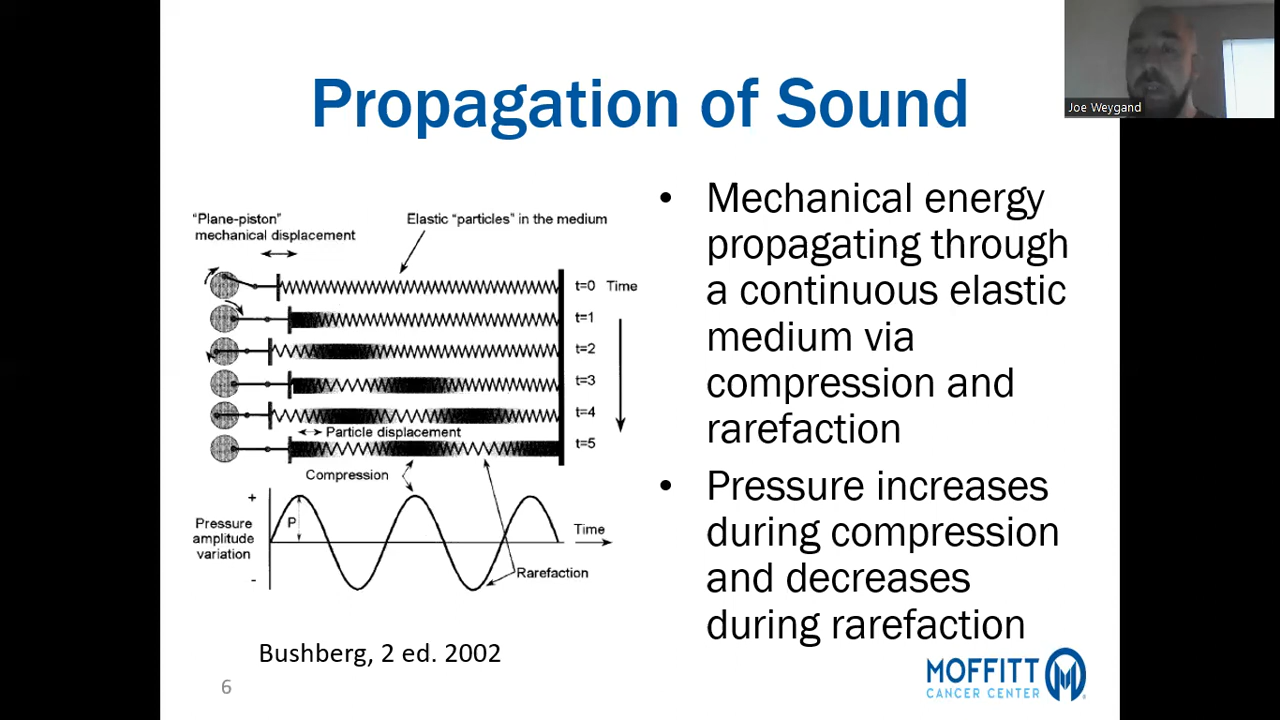 Joe Weygand
Propagation of Sound
"Plane-piston"
mechanical displacement
Elastic "particles" in the medium
t=0 Time
t=1
t=2
t=3
t=4
Particle displacement
t=5
Compression
+
P
Pressure
amplitude
variation
-
Time
Rarefaction
Bushberg, 2 ed. 2002
• Mechanical energy
propagating through
a continuous elastic
medium via
compression and
rarefaction
• Pressure increases
during compression
and decreases
during rarefaction
6
MOFFITT
CANCER CENTER